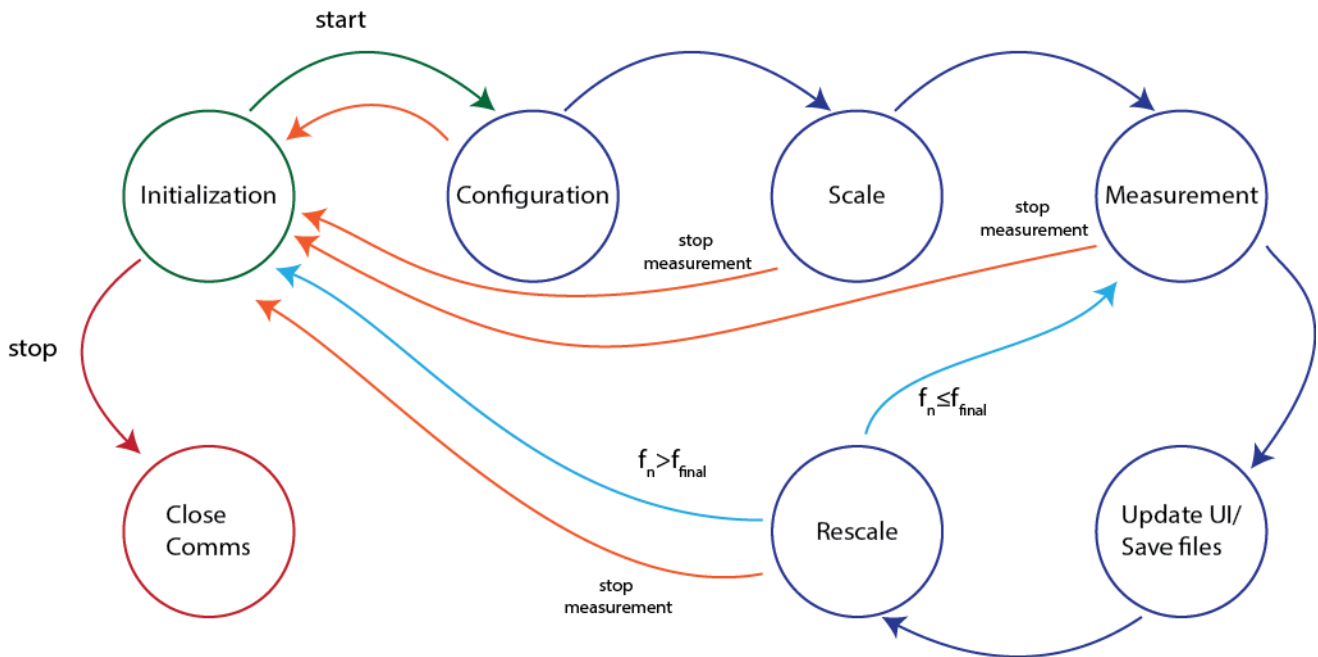 start
Initialization
Configuration
Scale
Measurement
stop
measurement
stop
measurement
stop
fn≤ffinal
fn>ffinal
Close
Comms
Rescale
Update UI/
Save files
stop
measurement